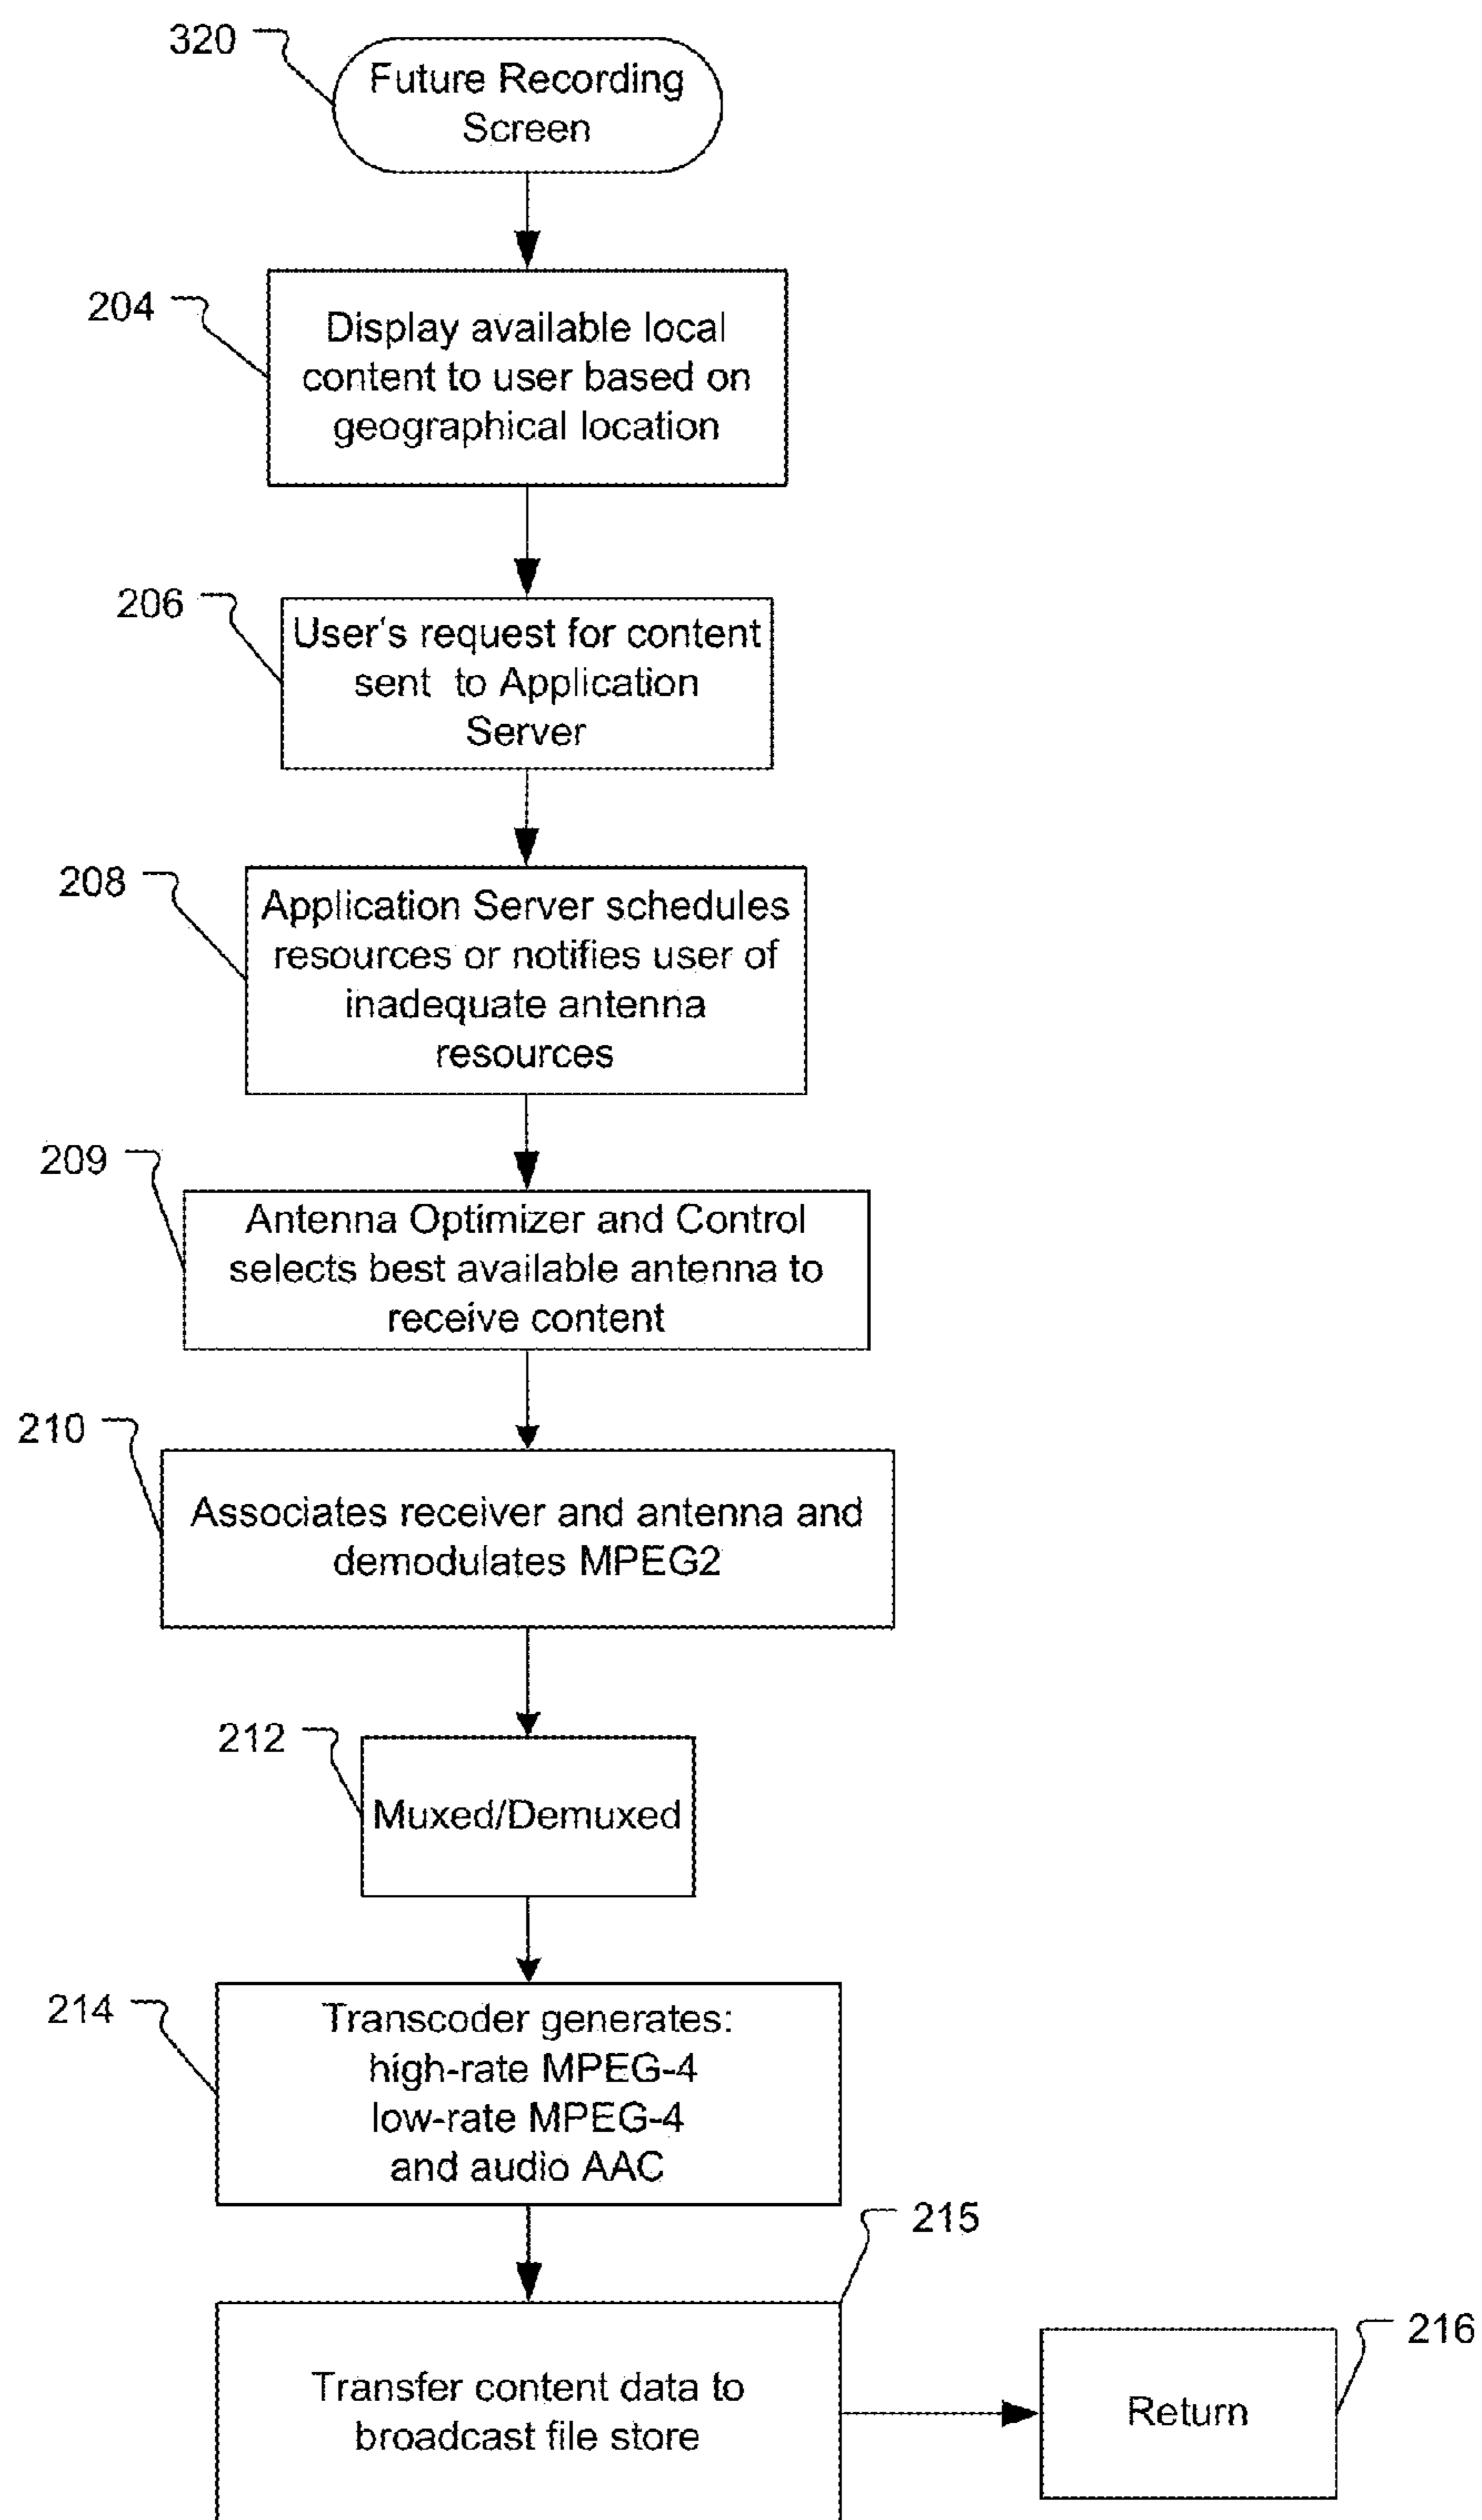 320
Future Recording
Screen
204
Display available local
content to user based on
geographical location
206
User's request for content
sent to Application
Server
208
Application Server schedules
resources or notifies user of
inadequate antenna
resources
209
Antenna Optimizer and Control
selects best available antenna to
receive content
210
Associates receiver and antenna and
demodulates MPEG2
212
Muxed/Demuxed
214
Transcoder generates:
high-rate MPEG-4
low-rate MPEG-4
and audio AAC
215
Transfer content data to
broadcast file store
216
Return